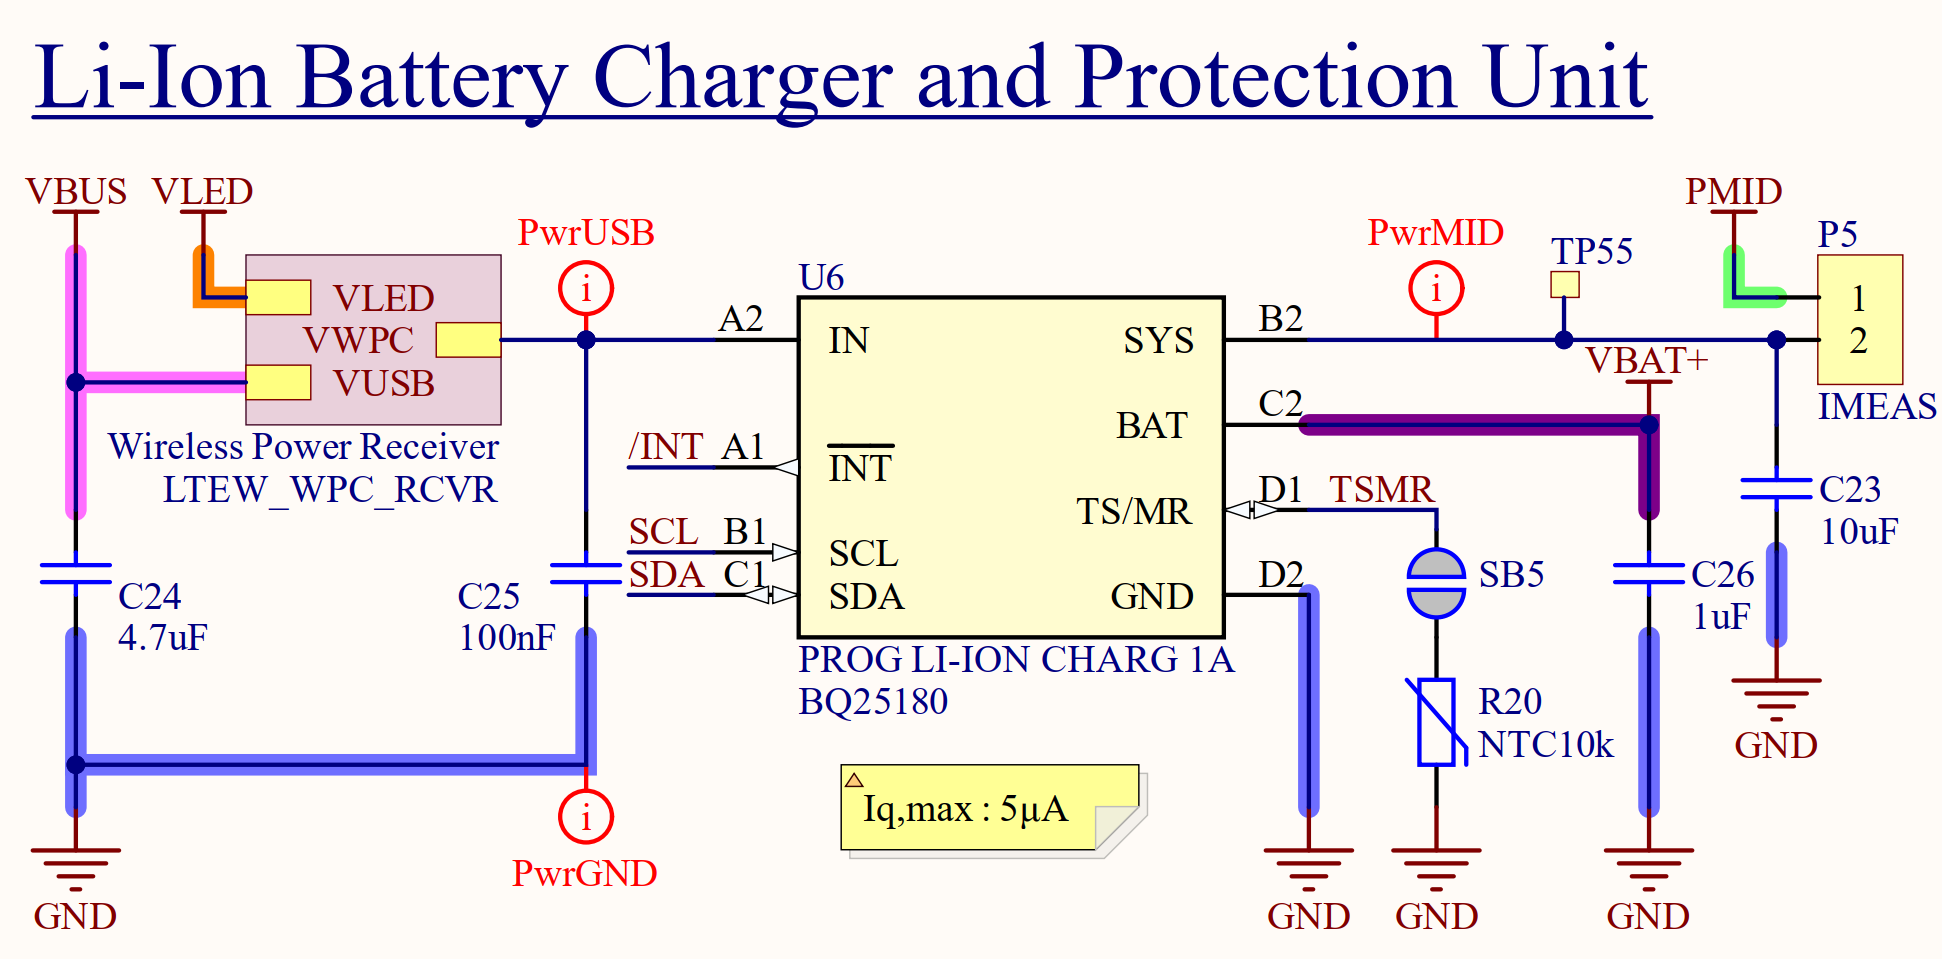 Li-Ion Battery Charger and Protection Unit
VBUS
VLED
PwrUSB
PwrMID
PMID
TP55
P5
VLED
VWPC
VUSB
Wireless Power Receiver
LTEW_WPC_RCVR
U6
A2
IN
SYS
B2
1
2
IMEAS
VBAT+
BAT
C2
/INT
A1
INT
TS/MR
D1
TSMR
SCL
B1
SCL
SDA
C1
SDA
GND
D2
C24
4.7uF
C25
100nF
PROG LI-ION CHARG 1A
BQ25180
SB5
C26
1uF
C23
10uF
R20
NTC10k
GND
i
i
i
Iq,max : 5µA
PwrGND
GND
GND
GND
GND